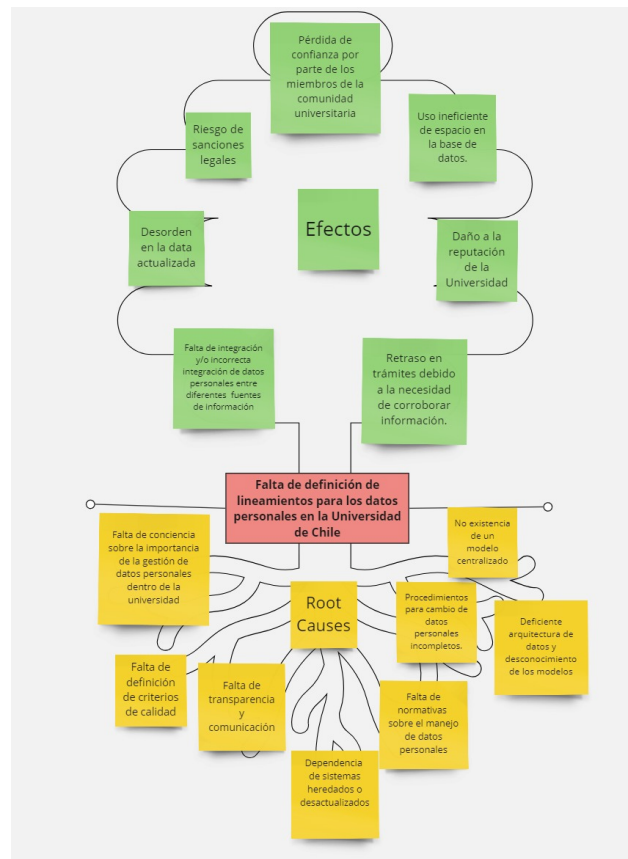 Pérdida de
confianza por
parte de los
miembros de la
comunidad
universitaria
Riesgo de
sanciones
legales
Uso ineficiente
de espacio en
la base de
datos.
Efectos
Desorden
en la data
actualizada
Daño a la
reputación
de la
Universidad
Falta de integración
y/o incorrecta
integración de datos
personales entre
diferentes fuentes
de información
Retraso en
trámites debido
a la necesidad
de corroborar
información.
Falta de definición de
lineamientos para los datos
personales en la Universidad
de Chile
Falta de conciencia
sobre la importancia
de la gestión de
datos personales
dentro de la
universidad
No existencia
de un
modelo
centralizado
Root
Causes
Procedimientos
para cambio de
datos
personales
incompletos.
Deficiente
arquitectura de
datos y
desconocimiento
de los modelos
Falta de
definición
de criterios
de calidad
Falta de
transparencia
y
comunicación
Falta de
normativas
sobre el manejo
de datos
personales
Dependencia
de sistemas
heredados o
desactualizados